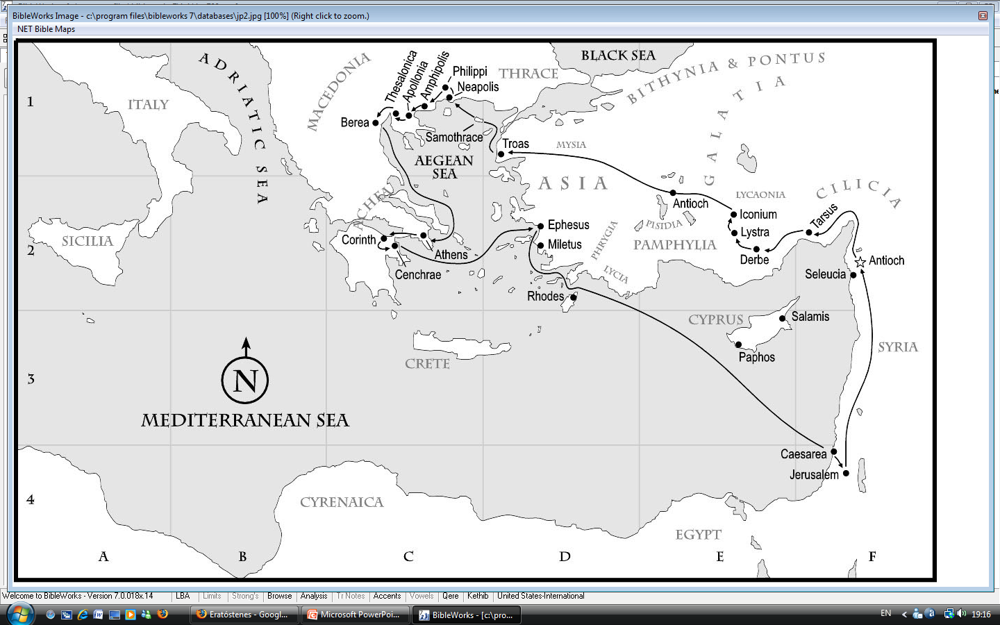 BibleWorks Image - c:\program files\bibleworks 7\databases\jp2.jpg [100%] (Right click to zoom.)
NET Bible Maps
BLACK SEA
ADRIATIC SEA
MACEDONIA
Thessalonica
Apollonia
Amphipolis
Philippi
Neapolis
THRACE
BITHYNIA & PONTUS
GALATIA
1
ITALY
Berea
Samothrace
Troas
MYSIA
AEGEAN
SEA
ASIA
LYCAONIA
CILICIA
Antioch
Iconium
Tarsus
ACHIA
PISIDIA
Lystra
Ephesus
PHRYGIA
PAMPHYLIA
SICILIA
Corinth
Miletus
2
Athens
Derbe
Antioch
Cenchrae
LYCIA
Seleucia
Rhodes
CYPRUS
Salamis
SYRIA
Paphos
CRETE
N
3
MEDITERRANEAN SEA
Caesarea
Jerusalem
4
CYRENAICA
EGYPT
A
B
C
D
E
F
Welcome to BibleWorks - Version 7.0.018x.14 LBA Limits Strong's Browse Analysis Tr Notes Accents Vowels Qere Kethib United States-International
Eratóstenes - Googl... Microsoft PowerPoi... BibleWorks - [c:\pro... EN 19:16